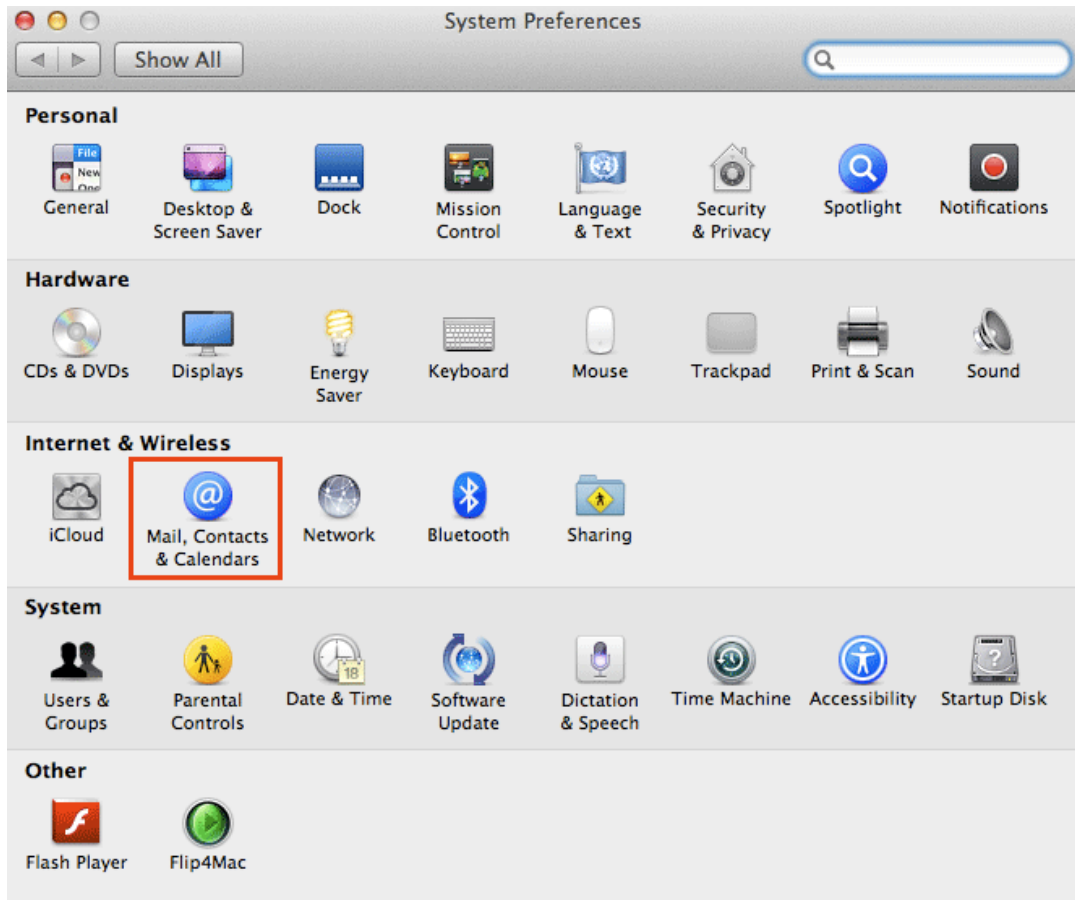 System Preferences
Show All
Personal
File
New
One
General
Desktop &
Screen Saver
Dock
Mission
Control
Language
& Text
Security
& Privacy
Spotlight
Notifications
Hardware
CDs & DVDs
Displays
Energy
Saver
Keyboard
Mouse
Trackpad
Print & Scan
Sound
Internet & Wireless
iCloud
@
Mail, Contacts
& Calendars
Network
Bluetooth
Sharing
System
Users &
Groups
Parental
Controls
18
Date & Time
Software
Update
Dictation
& Speech
Time Machine
Accessibility
?
Startup Disk
Other
Flash Player
Flip4Mac